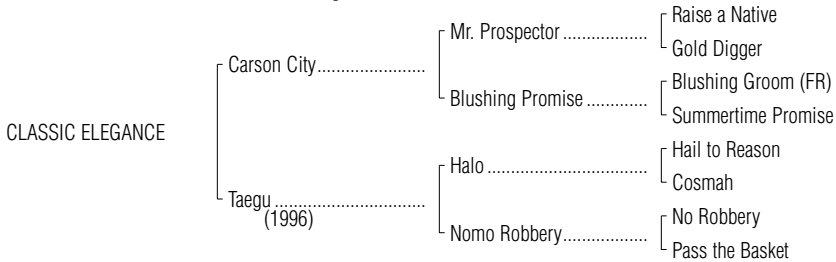 Raise a Native
Mr. Prospector ....................
Gold Digger
Carson City..........................
Blushing Groom (FR)
Blushing Promise ...............
Summertime Promise
CLASSIC ELEGANCE
Hail to Reason
Halo ......................................
Cosmah
Taegu ....................................
(1996)
No Robbery
Nomo Robbery....................
Pass the Basket